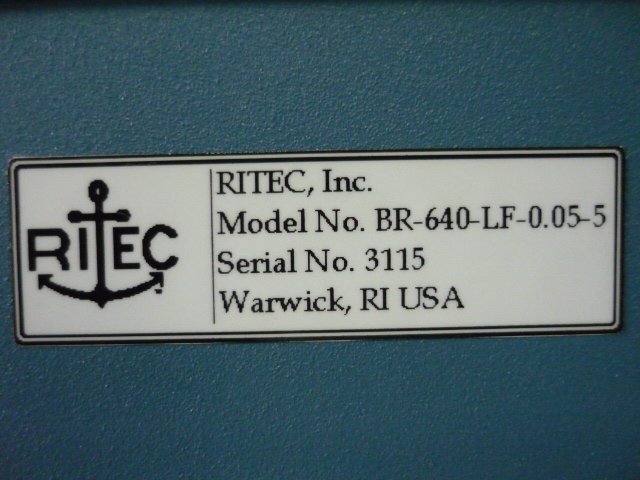 RITEC
RITEC, Inc.
Model No. BR-640-LF-0.05-5
Serial No. 3115
Warwick, RI USA